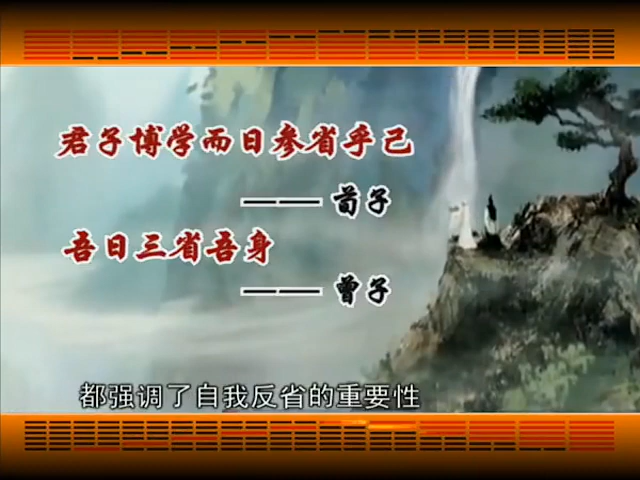 君子博学而日参省乎己
—— 荀子
吾日三省吾身
—— 曾子
都强调了自我反省的重要性